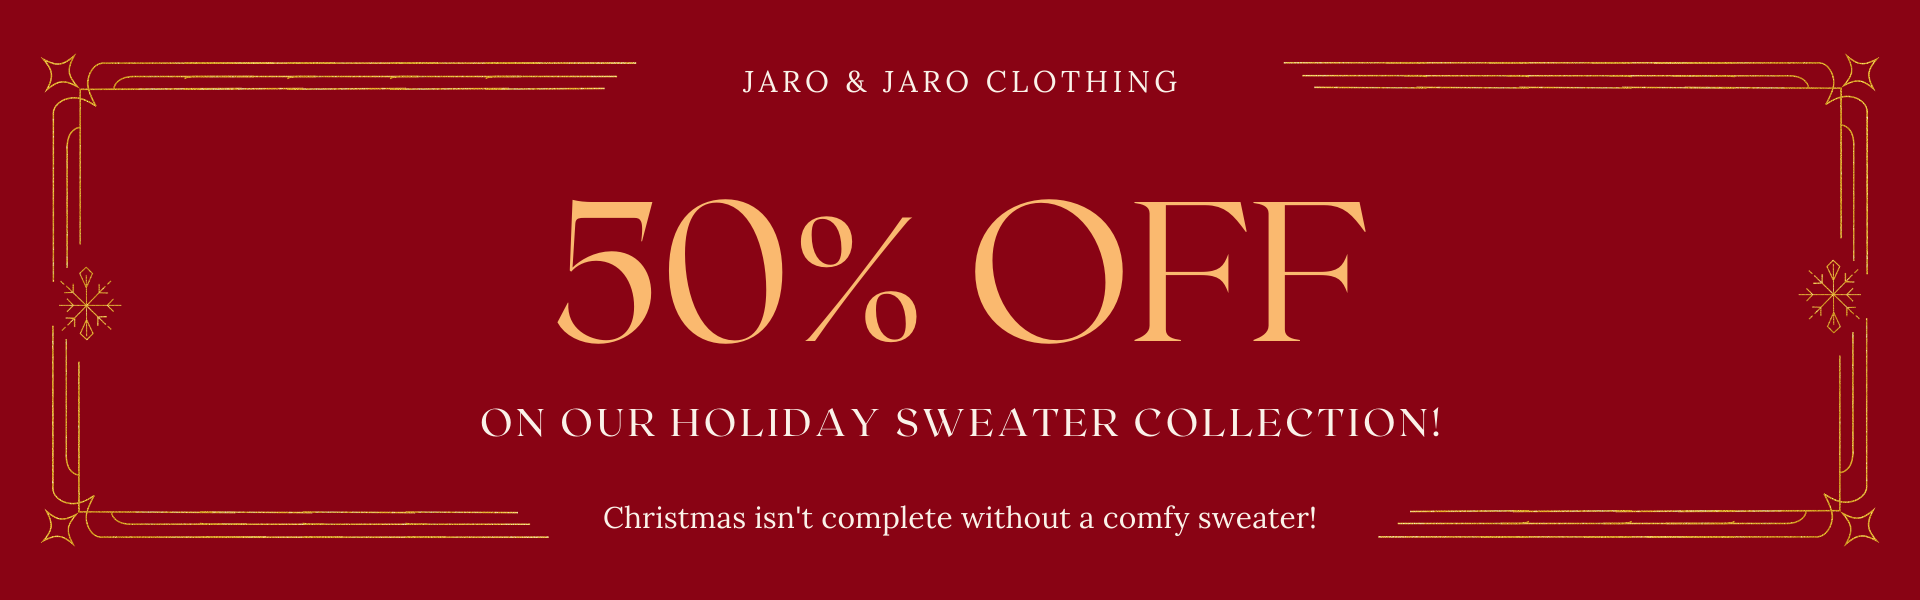 JARO & JARO CLOTHING
50% OFF
ON OUR HOLIDAY SWEATER COLLECTION!
Christmas isn't complete without a comfy sweater!